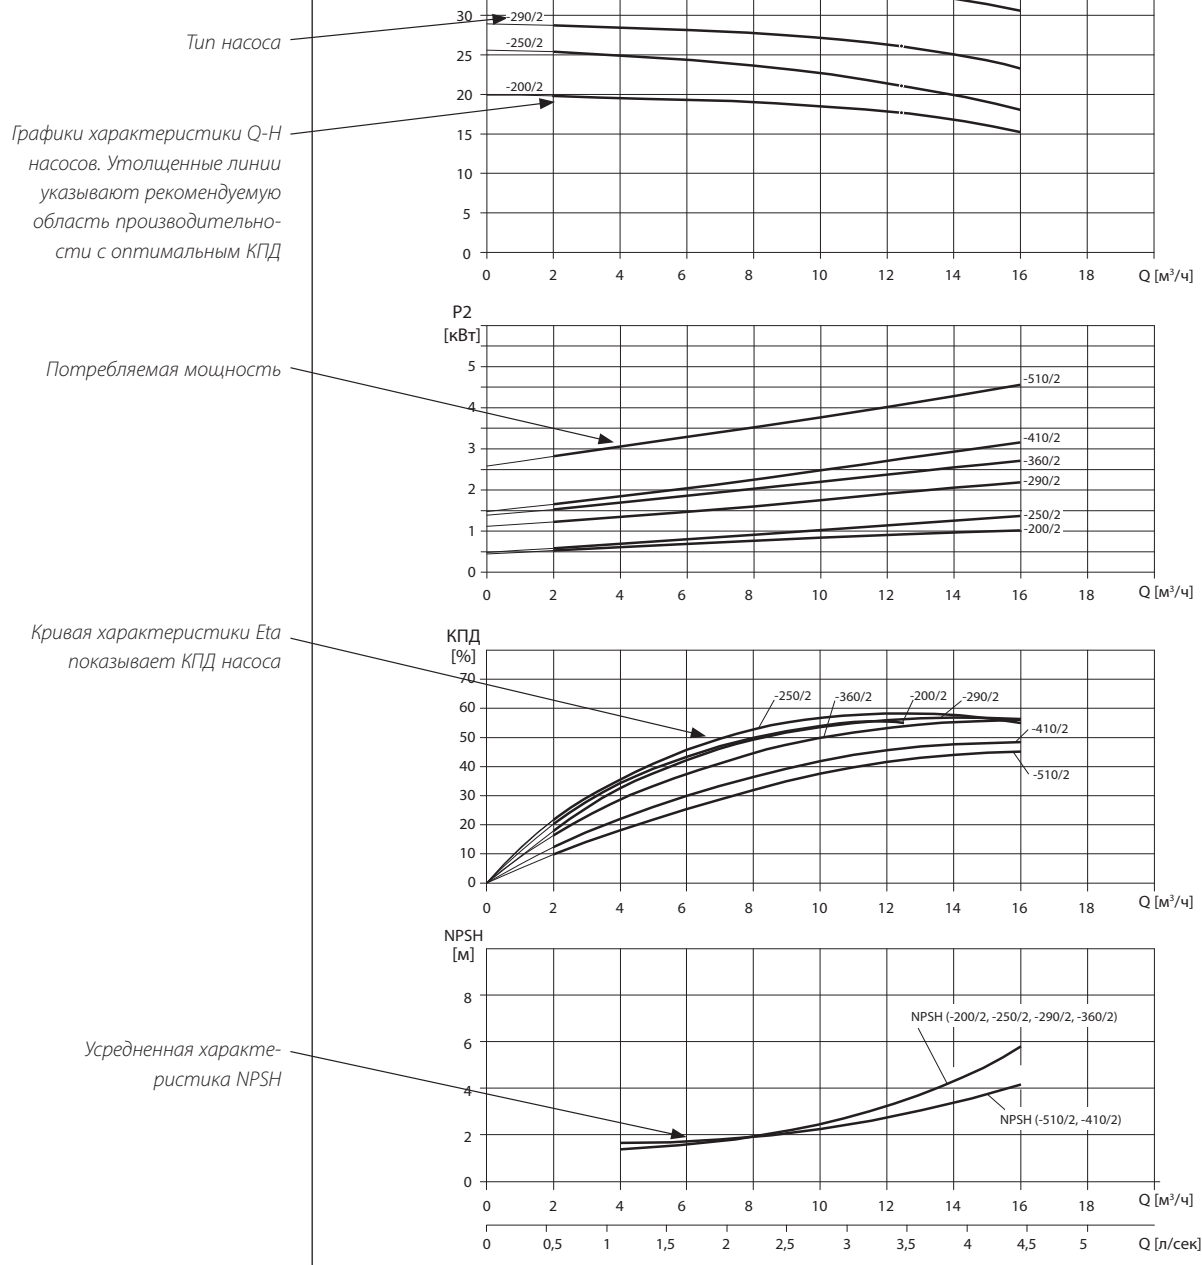 30
-290/2
Тип насоса
25
-250/2
20
-200/2
Графики характеристики Q-H
насосов. Утолщенные линии
указывают рекомендуемую
область производительно-
сти с оптимальным КПД
15
10
5
0
0 2 4 6 8 10 12 14 16 18 Q [м³/ч]
P2
[кВт]
Потребляемая мощность
5
4
3
2
1
0
-510/2
-410/2
-360/2
-290/2
-250/2
-200/2
0 2 4 6 8 10 12 14 16 18 Q [м³/ч]
Кривая характеристики Eta
показывает КПД насоса
КПД
[%]
70
60
50
40
30
20
10
0
-250/2 -360/2 -200/2 -290/2
-410/2
-510/2
0 2 4 6 8 10 12 14 16 18 Q [м³/ч]
NPSH
[м]
8
6
4
2
0
NPSH (-200/2, -250/2, -290/2, -360/2)
Усредненная характе-
ристика NPSH
NPSH (-510/2, -410/2)
0 2 4 6 8 10 12 14 16 18 Q [м³/ч]
0 0,5 1 1,5 2 2,5 3 3,5 4 4,5 5 Q [л/сек]